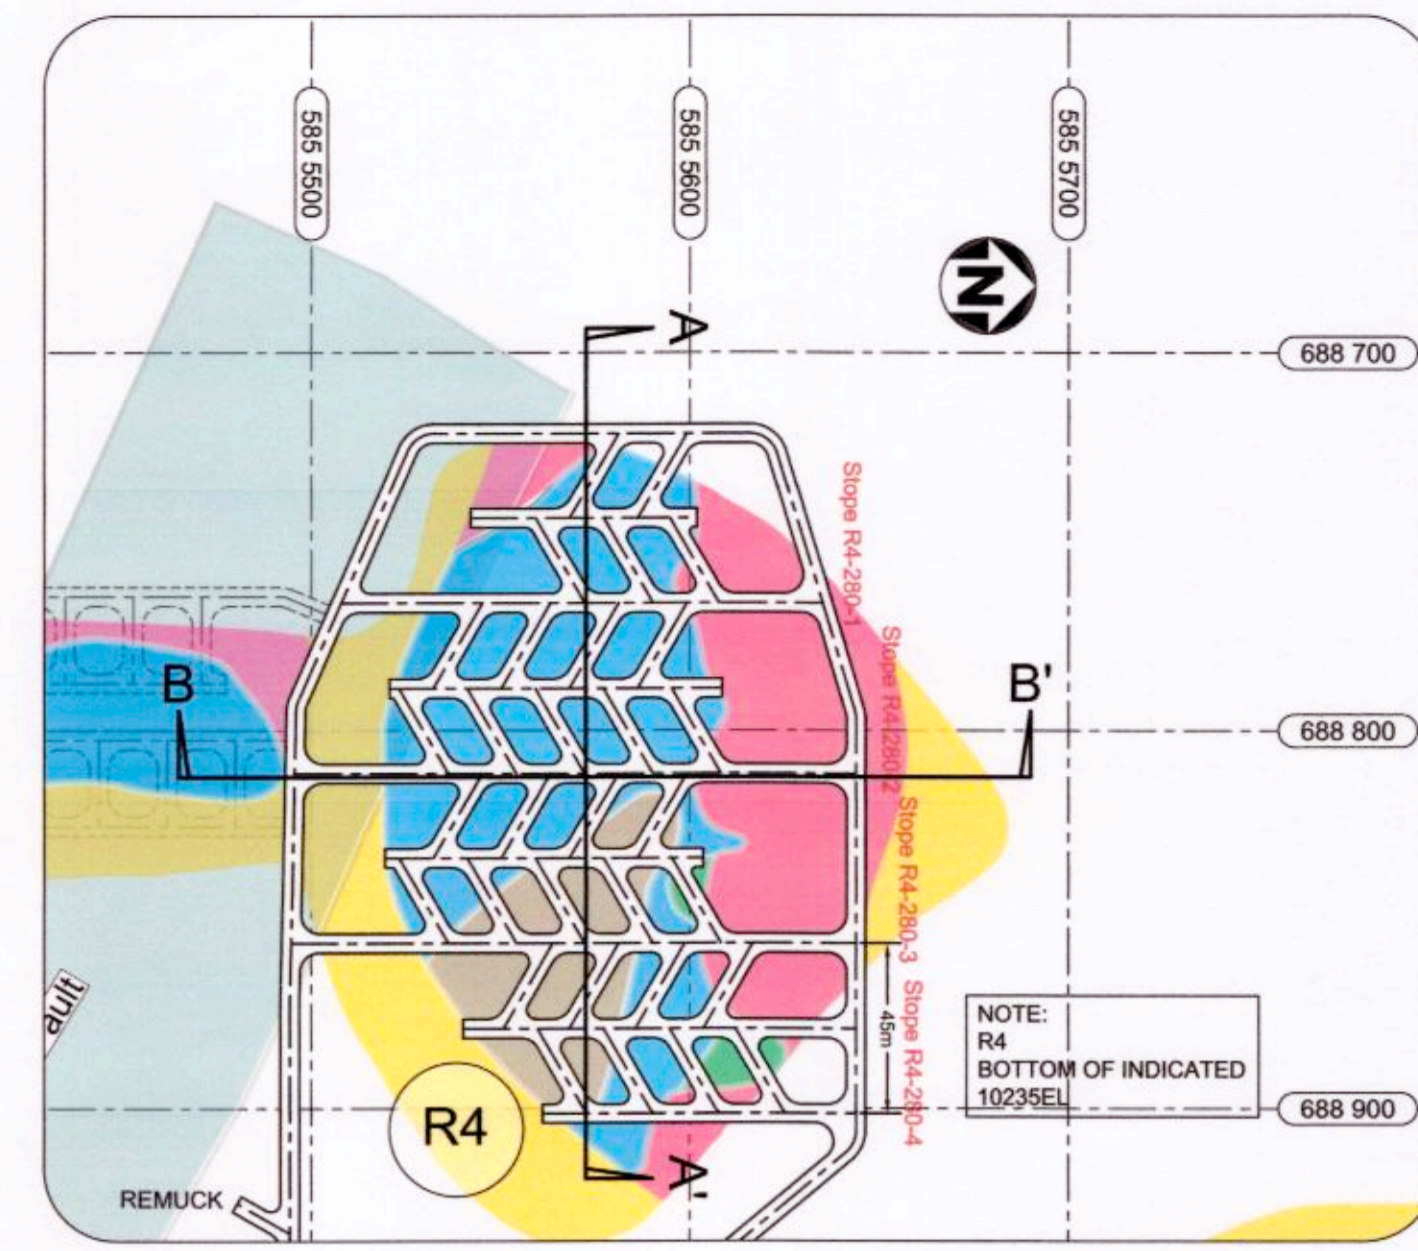 585 5500
585 5600
585 5700
N
A
688 700
Stope R4-280-1
Stope R4-280-2
B
B'
688 800
Stope R4-280-3
Stope R4-280-4
45m
ault
NOTE:
R4
BOTTOM OF INDICATED
10235EL
688 900
R4
A'
REMUCK